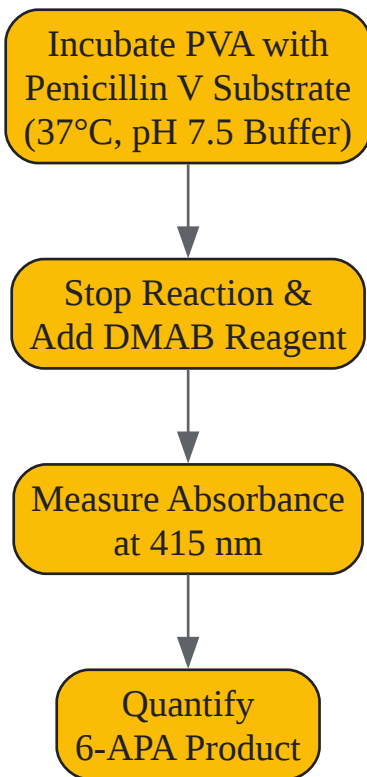 Incubate PVA with
Penicillin V Substrate
(37°C, pH 7.5 Buffer)
Stop Reaction &
Add DMAB Reagent
Measure Absorbance
at 415 nm
Quantify
6-APA Product